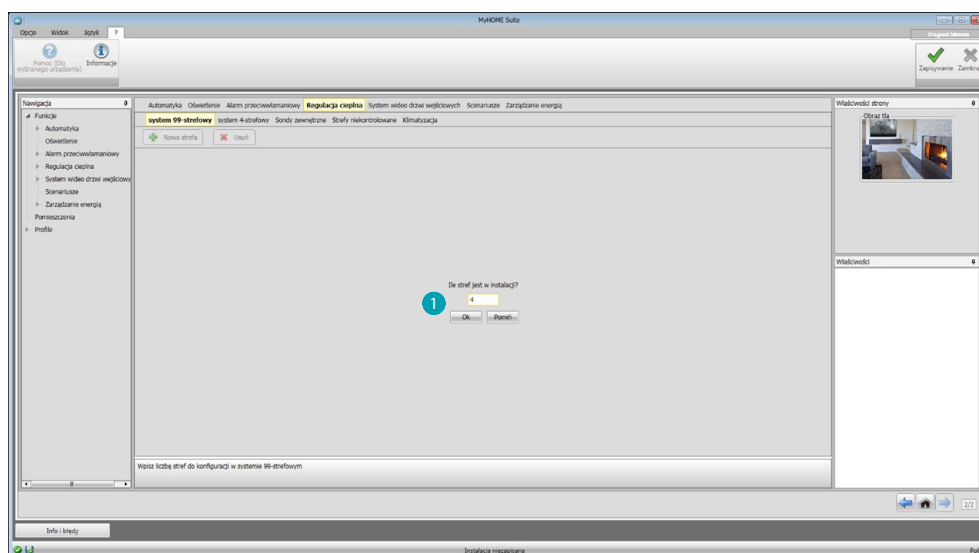 MyHOME Suite
Opcje Widok Język ?
Pomoc (Dla wybranego urządzenia)
Informacje
Zapisywanie
Nawigacja
Funkcje
Automatyka
Oświetlenie
Alarm przeciwwłamaniowy
Regulacja cieplna
System wideo drzwi wejściowy
Scenariusze
Zarządzanie energią
Pomieszczenia
Profile
Automatyka Oświetlenie Alarm przeciwwłamaniowy Regulacja cieplna System wideo drzwi wejściowych Scenariusze Zarządzanie energią
system 99-strefowy system 4-strefowy Sondy zewnętrzne Strefy niekontrolowane Klimatyzacja
Nowa strefa Usuń
Ile stref jest w instalacji?
1
4
Ok Pomiń
Wpisz liczbę stref do konfiguracji w systemie 99-strefowym
Właściwości strony
Obraz tła
Właściwości
2/2
Info i błędy
Instalacja niezapisana